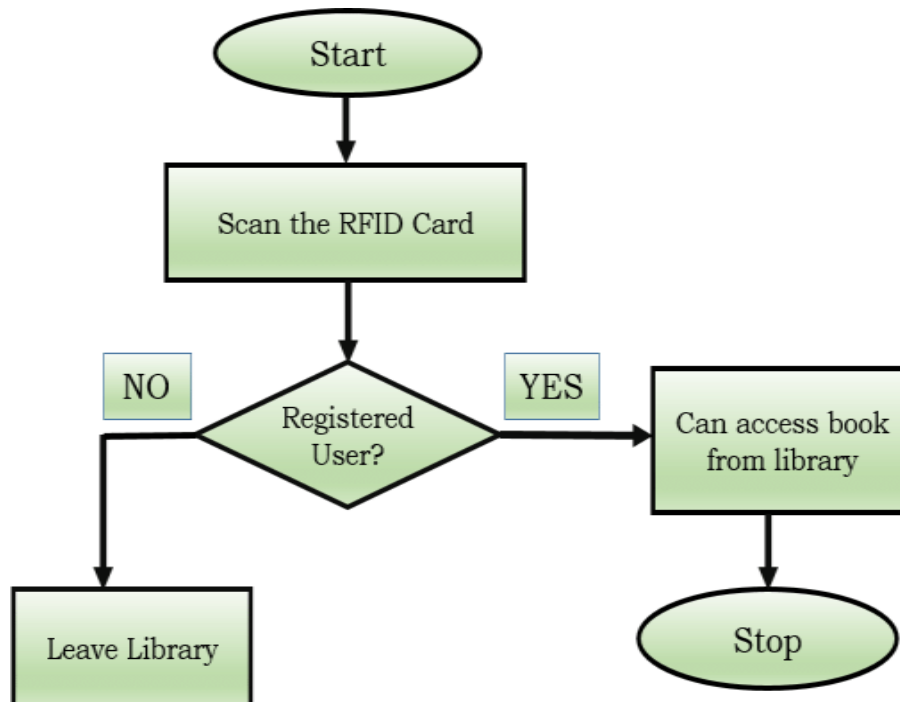 Start
Scan the RFID Card
NO
YES
Registered
User?
Can access book
from library
Leave Library
Stop